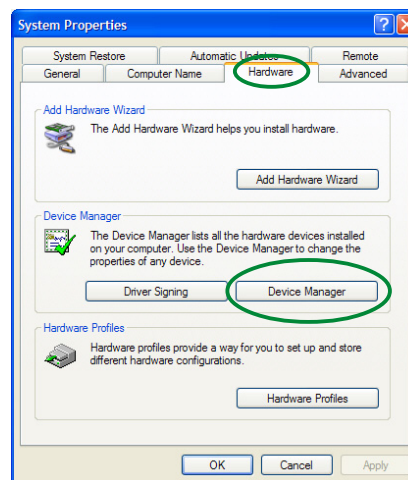 System Properties
System Restore Automatic Updates Remote
General Computer Name Hardware Advanced
Add Hardware Wizard
The Add Hardware Wizard helps you install hardware.
Add Hardware Wizard
Device Manager
The Device Manager lists all the hardware devices installed
on your computer. Use the Device Manager to change the
properties of any device.
Driver Signing Device Manager
Hardware Profiles
Hardware profiles provide a way for you to set up and store
different hardware configurations.
Hardware Profiles
OK Cancel Apply